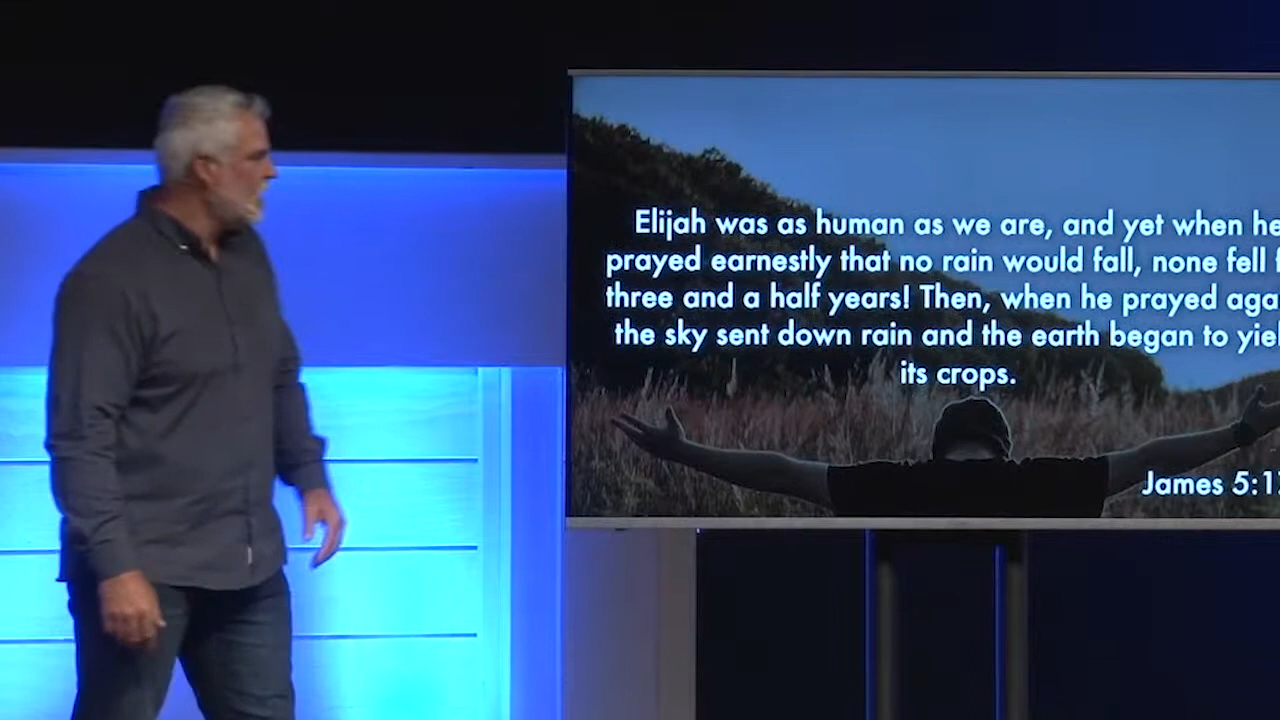 Elijah was as human as we are, and yet when he
prayed earnestly that no rain would fall, none fell
three and a half years! Then, when he prayed
the sky sent down rain and the earth began to
its crops.
James 5:1